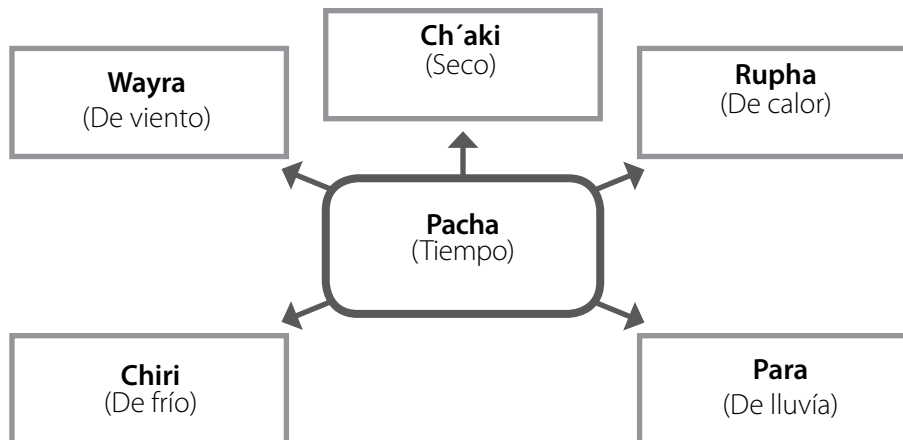 Ch´aki
(Seco)
Wayra
(De viento)
Rupha
(De calor)
Pacha
(Tiempo)
Chiri
(De frío)
Para
(De lluvía)